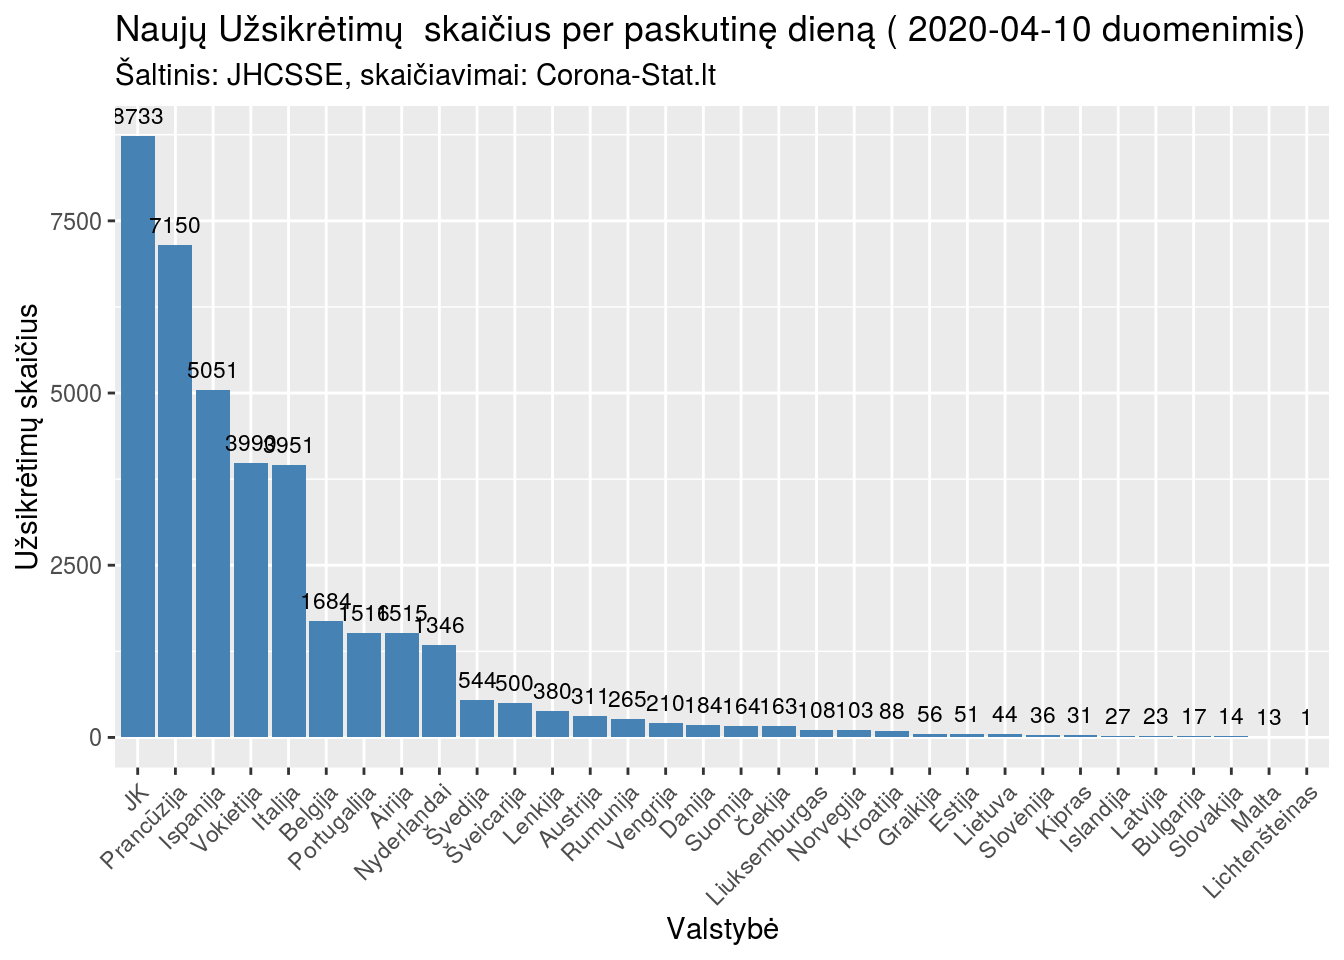 Naujų Užsikrėtimų  skaičius per paskutinę dieną ( 2020-04-10 duomenimis)
Šaltinis: JHCSSE, skaičiavimai: Corona-Stat.lt
Užsikrėtimų skaičius
7500
5000
2500
0
8733
7150
5051
3951
1684
1516
1515
1346
544
500
380
311
265
210
184
164
163
108
103
88
56
51
44
36
31
27
23
17
14
13
1
JK
Prancūzija
Ispanija
Vokietija
Italija
Belgija
Portugalija
Airija
Nyderlandai
Švedija
Šveicarija
Lenkija
Austrija
Rumunija
Vengrija
Danija
Suomija
Čekija
Liuksemburgas
Norvegija
Kroatija
Graikija
Estija
Lietuva
Slovėnija
Kipras
Islandija
Latvija
Bulgarija
Slovakija
Malta
Lichtenšteinas
Valstybė